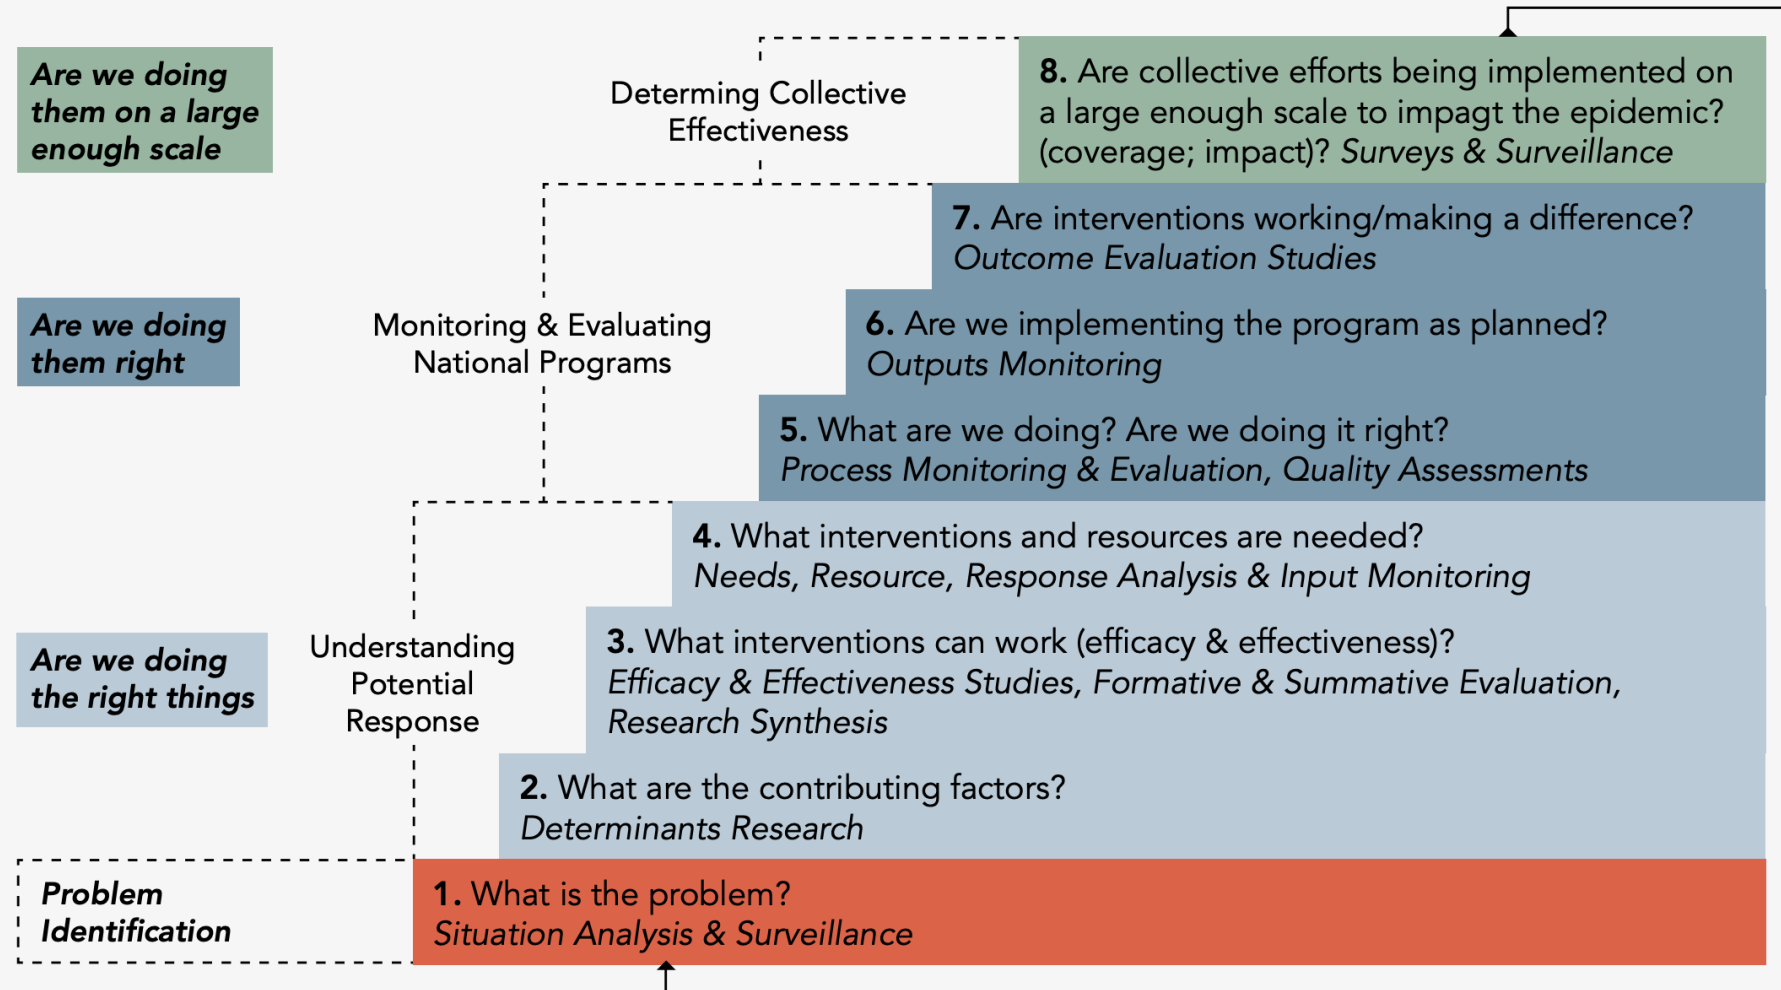 Are we doing
them on a large
enough scale
Determing Collective
Effectiveness
8. Are collective efforts being implemented on
a large enough scale to impagt the epidemic?
(coverage; impact)? Surveys & Surveillance
7. Are interventions working/making a difference?
Outcome Evaluation Studies
Are we doing
them right
Monitoring & Evaluating
National Programs
6. Are we implementing the program as planned?
Outputs Monitoring
5. What are we doing? Are we doing it right?
Process Monitoring & Evaluation, Quality Assessments
4. What interventions and resources are needed?
Needs, Resource, Response Analysis & Input Monitoring
Are we doing
the right things
Understanding
Potential
Response
3. What interventions can work (efficacy & effectiveness)?
Efficacy & Effectiveness Studies, Formative & Summative Evaluation,
Research Synthesis
2. What are the contributing factors?
Determinants Research
Problem
Identification
1. What is the problem?
Situation Analysis & Surveillance